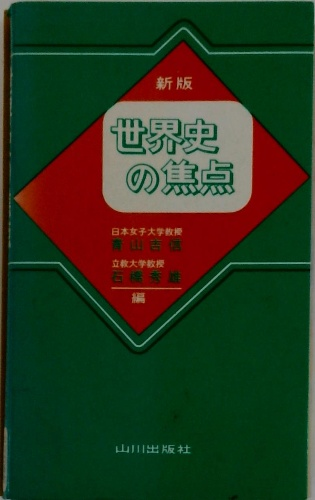 新版
世界史
の焦点
日本女子大学教授
青山吉信
立教大学教授
石橋秀雄
編
山川出版社